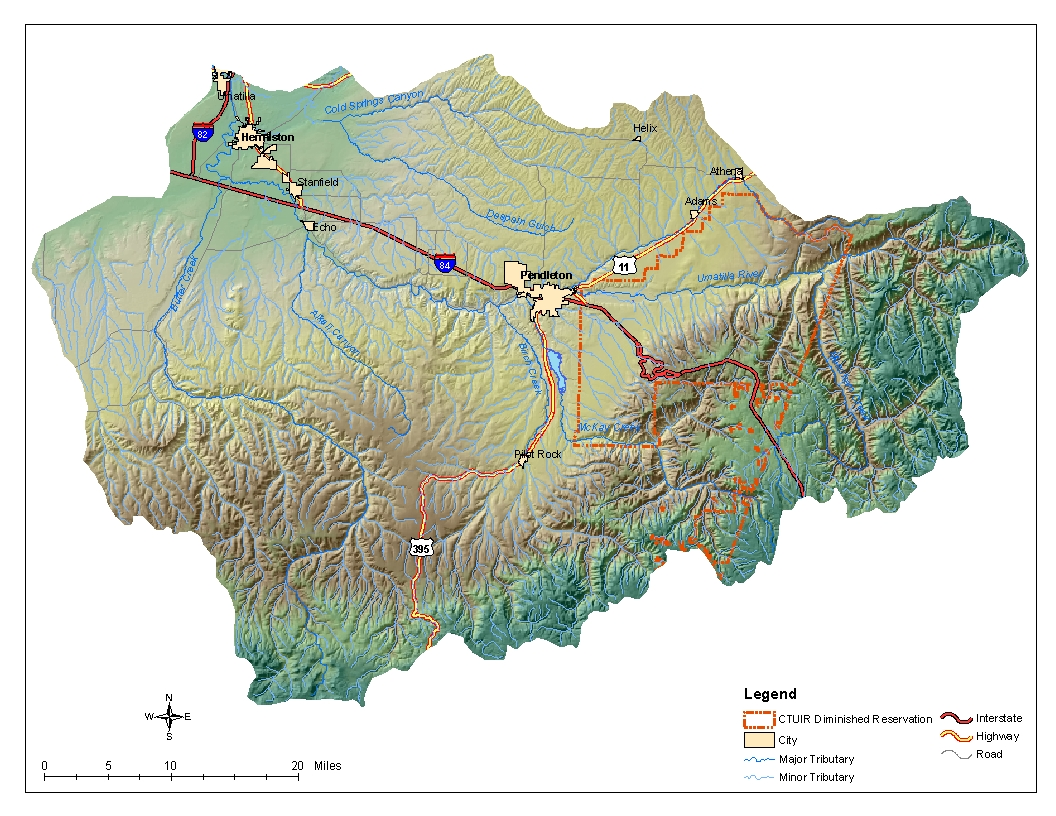 Umatilla
Cold Springs Canyon
82
Hermiston
Helix
Athena
Stanfield
Adams
Despain Gulch
Echo
84
11
Pendleton
Umatilla River
Butter Creek
Alkali Canyon
Birch Creek
McKay Creek
Pilot Rock
395
Legend
CTUIR Diminished Reservation
Interstate
City
Highway
Major Tributary
Road
Minor Tributary
N
W E
S
0 5 10 20 Miles